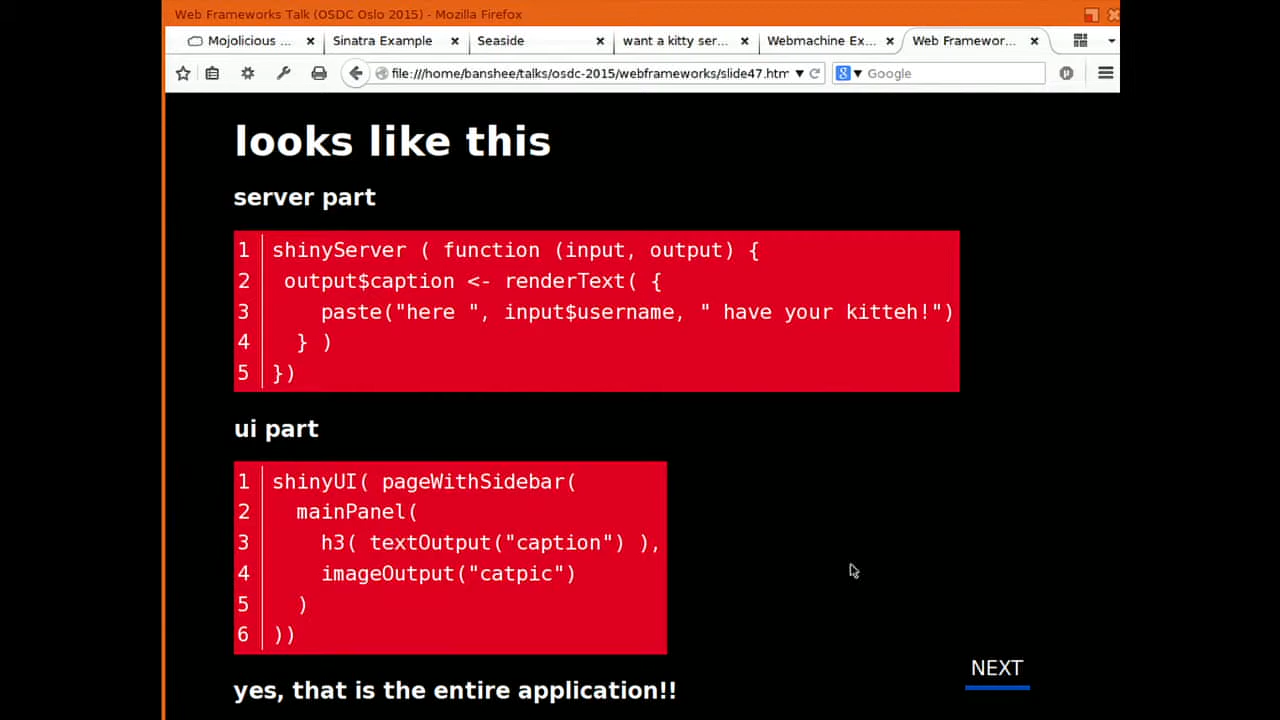 Web Frameworks Talk (OSDC Oslo 2015) - Mozilla Firefox
Mojolicious ... Sinatra Example Seaside want a kitty ser... Webmachine Ex... Web Framewor...
file:///home/banshee/talks/osdc-2015/webframeworks/slide47.htm Google
looks like this
server part
1 shinyServer ( function (input, output) {
2 output$caption <- renderText( {
3 paste("here ", input$username, " have your kitteh!")
4 } )
5 })
ui part
1 shinyUI( pageWithSidebar(
2 mainPanel(
3 h3( textOutput("caption") ),
4 imageOutput("catpic")
5 )
6 ))
NEXT
yes, that is the entire application!!